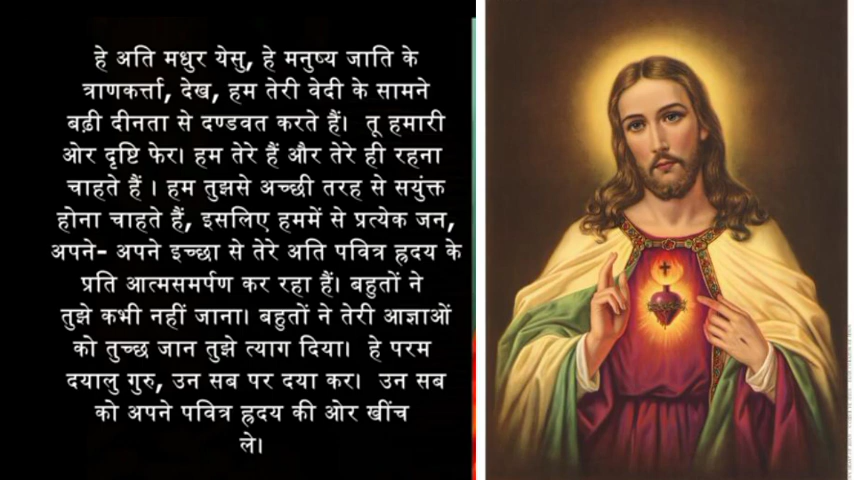 हे अति मधुर येसु, हे मनुष्य जाति के
त्राणकर्त्ता, देख, हम तेरी वेदी के सामने
बढ़ी दीनता से दण्डवत करते हैं। तू हमारी
ओर दृष्टि फेर। हम तेरे हैं और तेरे ही रहना
चाहते हैं । हम तुझसे अच्छी तरह से सयुंक्त
होना चाहते हैं, इसलिए हममें से प्रत्येक जन,
अपने- अपने इच्छा से तेरे अति पवित्र ह्रदय के
प्रति आत्मसमर्पण कर रहा हैं। बहुतों ने
तुझे कभी नहीं जाना। बहुतों ने तेरी आज्ञाओं
को तुच्छ जान तुझे त्याग दिया। हे परम
दयालु गुरु, उन सब पर दया कर। उन सब
को अपने पवित्र ह्रदय की ओर खींच
ले।